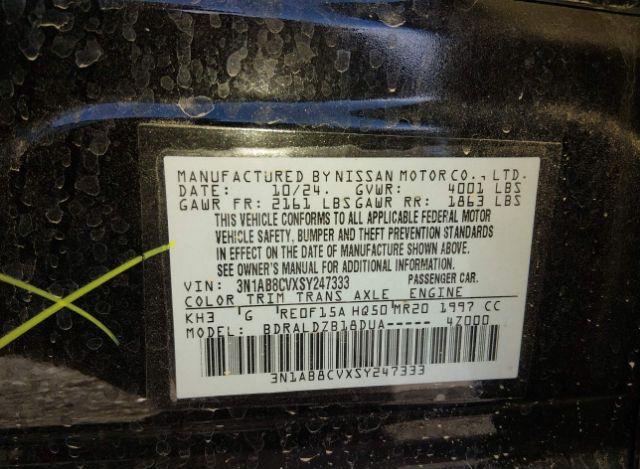 MANUFACTURED BY NISSAN MOTOR CO., LTD.
DATE: 10/24. GVWR: 4001 LBS
GAWR FR: 2161 LBS GAWR RR: 1863 LBS
THIS VEHICLE CONFORMS TO ALL APPLICABLE FEDERAL MOTOR
VEHICLE SAFETY, BUMPER AND THEFT PREVENTION STANDARDS
IN EFFECT ON THE DATE OF MANUFACTURE SHOWN ABOVE.
SEE OWNER'S MANUAL FOR ADDITIONAL INFORMATION.
VIN: 3N1AB8CVXSY247333 PASSENGER CAR.
COLOR TRIM TRANS AXLE ENGINE
KH3 G RE0F15A HQ50 MR20 1997 CC
MODEL: BDRALDZB18DUA----- 4Z000
3N1AB8CVXSY247333